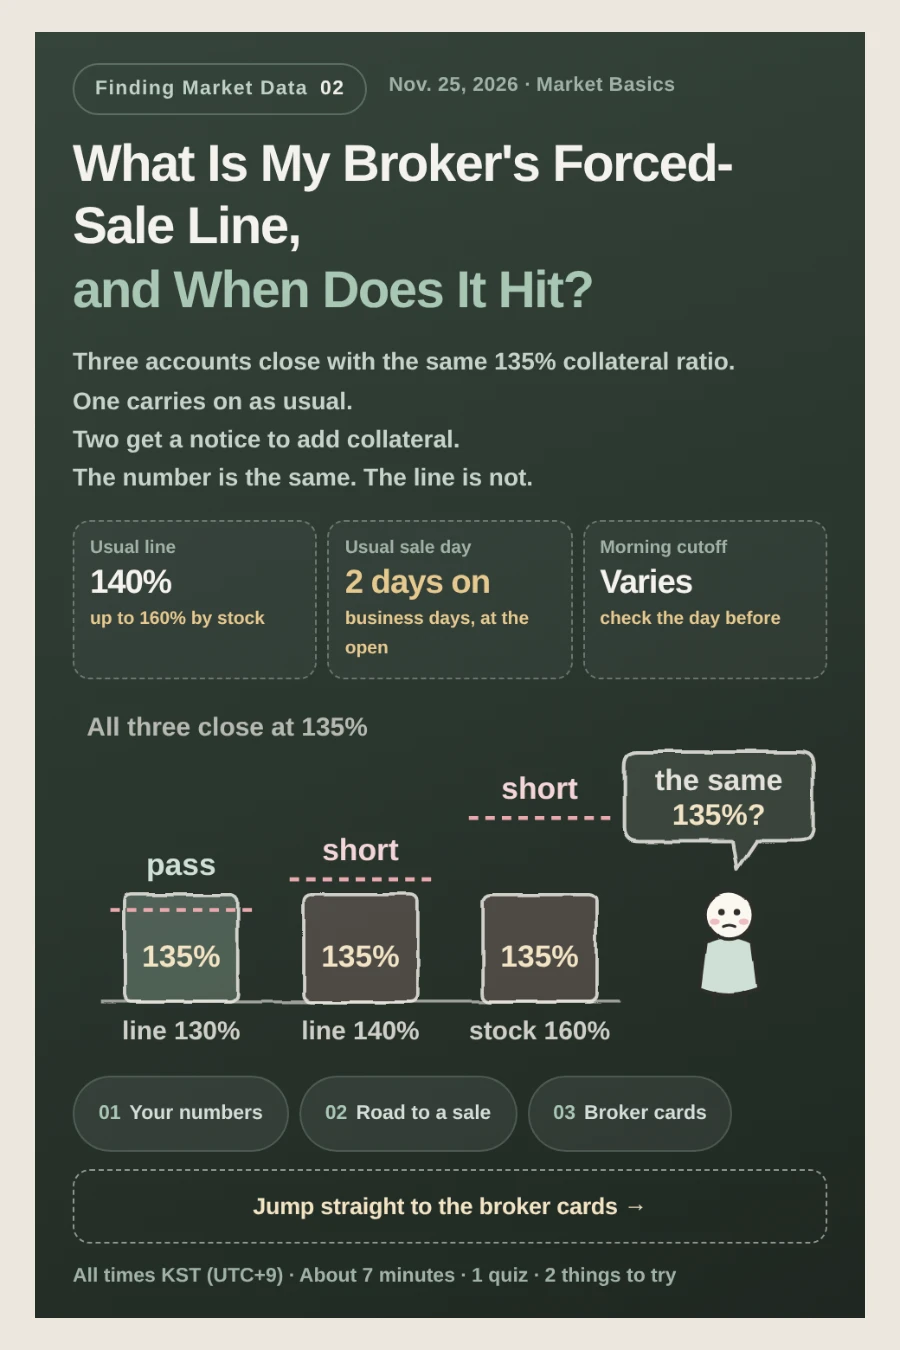 Finding Market Data 02
Nov. 25, 2026 · Market Basics
What Is My Broker's Forced-
Sale Line,
and When Does It Hit?
Three accounts close with the same 135% collateral ratio.
One carries on as usual.
Two get a notice to add collateral.
The number is the same. The line is not.
Usual line
140%
up to 160% by stock
Usual sale day
2 days on
business days, at the
open
Morning cutoff
Varies
check the day before
All three close at 135%
pass
135%
line 130%
short
135%
line 140%
short
135%
stock 160%
the same
135%?
01 Your numbers
02 Road to a sale
03 Broker cards
Jump straight to the broker cards →
All times KST (UTC+9) · About 7 minutes · 1 quiz · 2 things to try